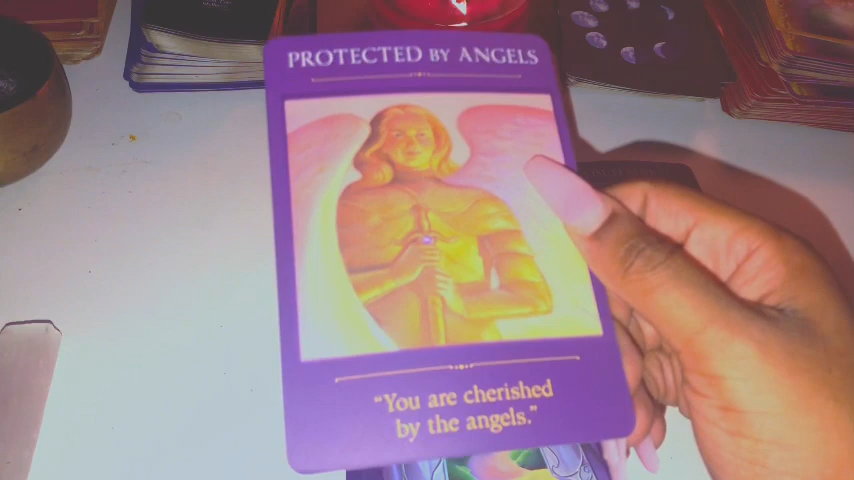 PROTECTED BY ANGELS
"You are cherished
by the angels."